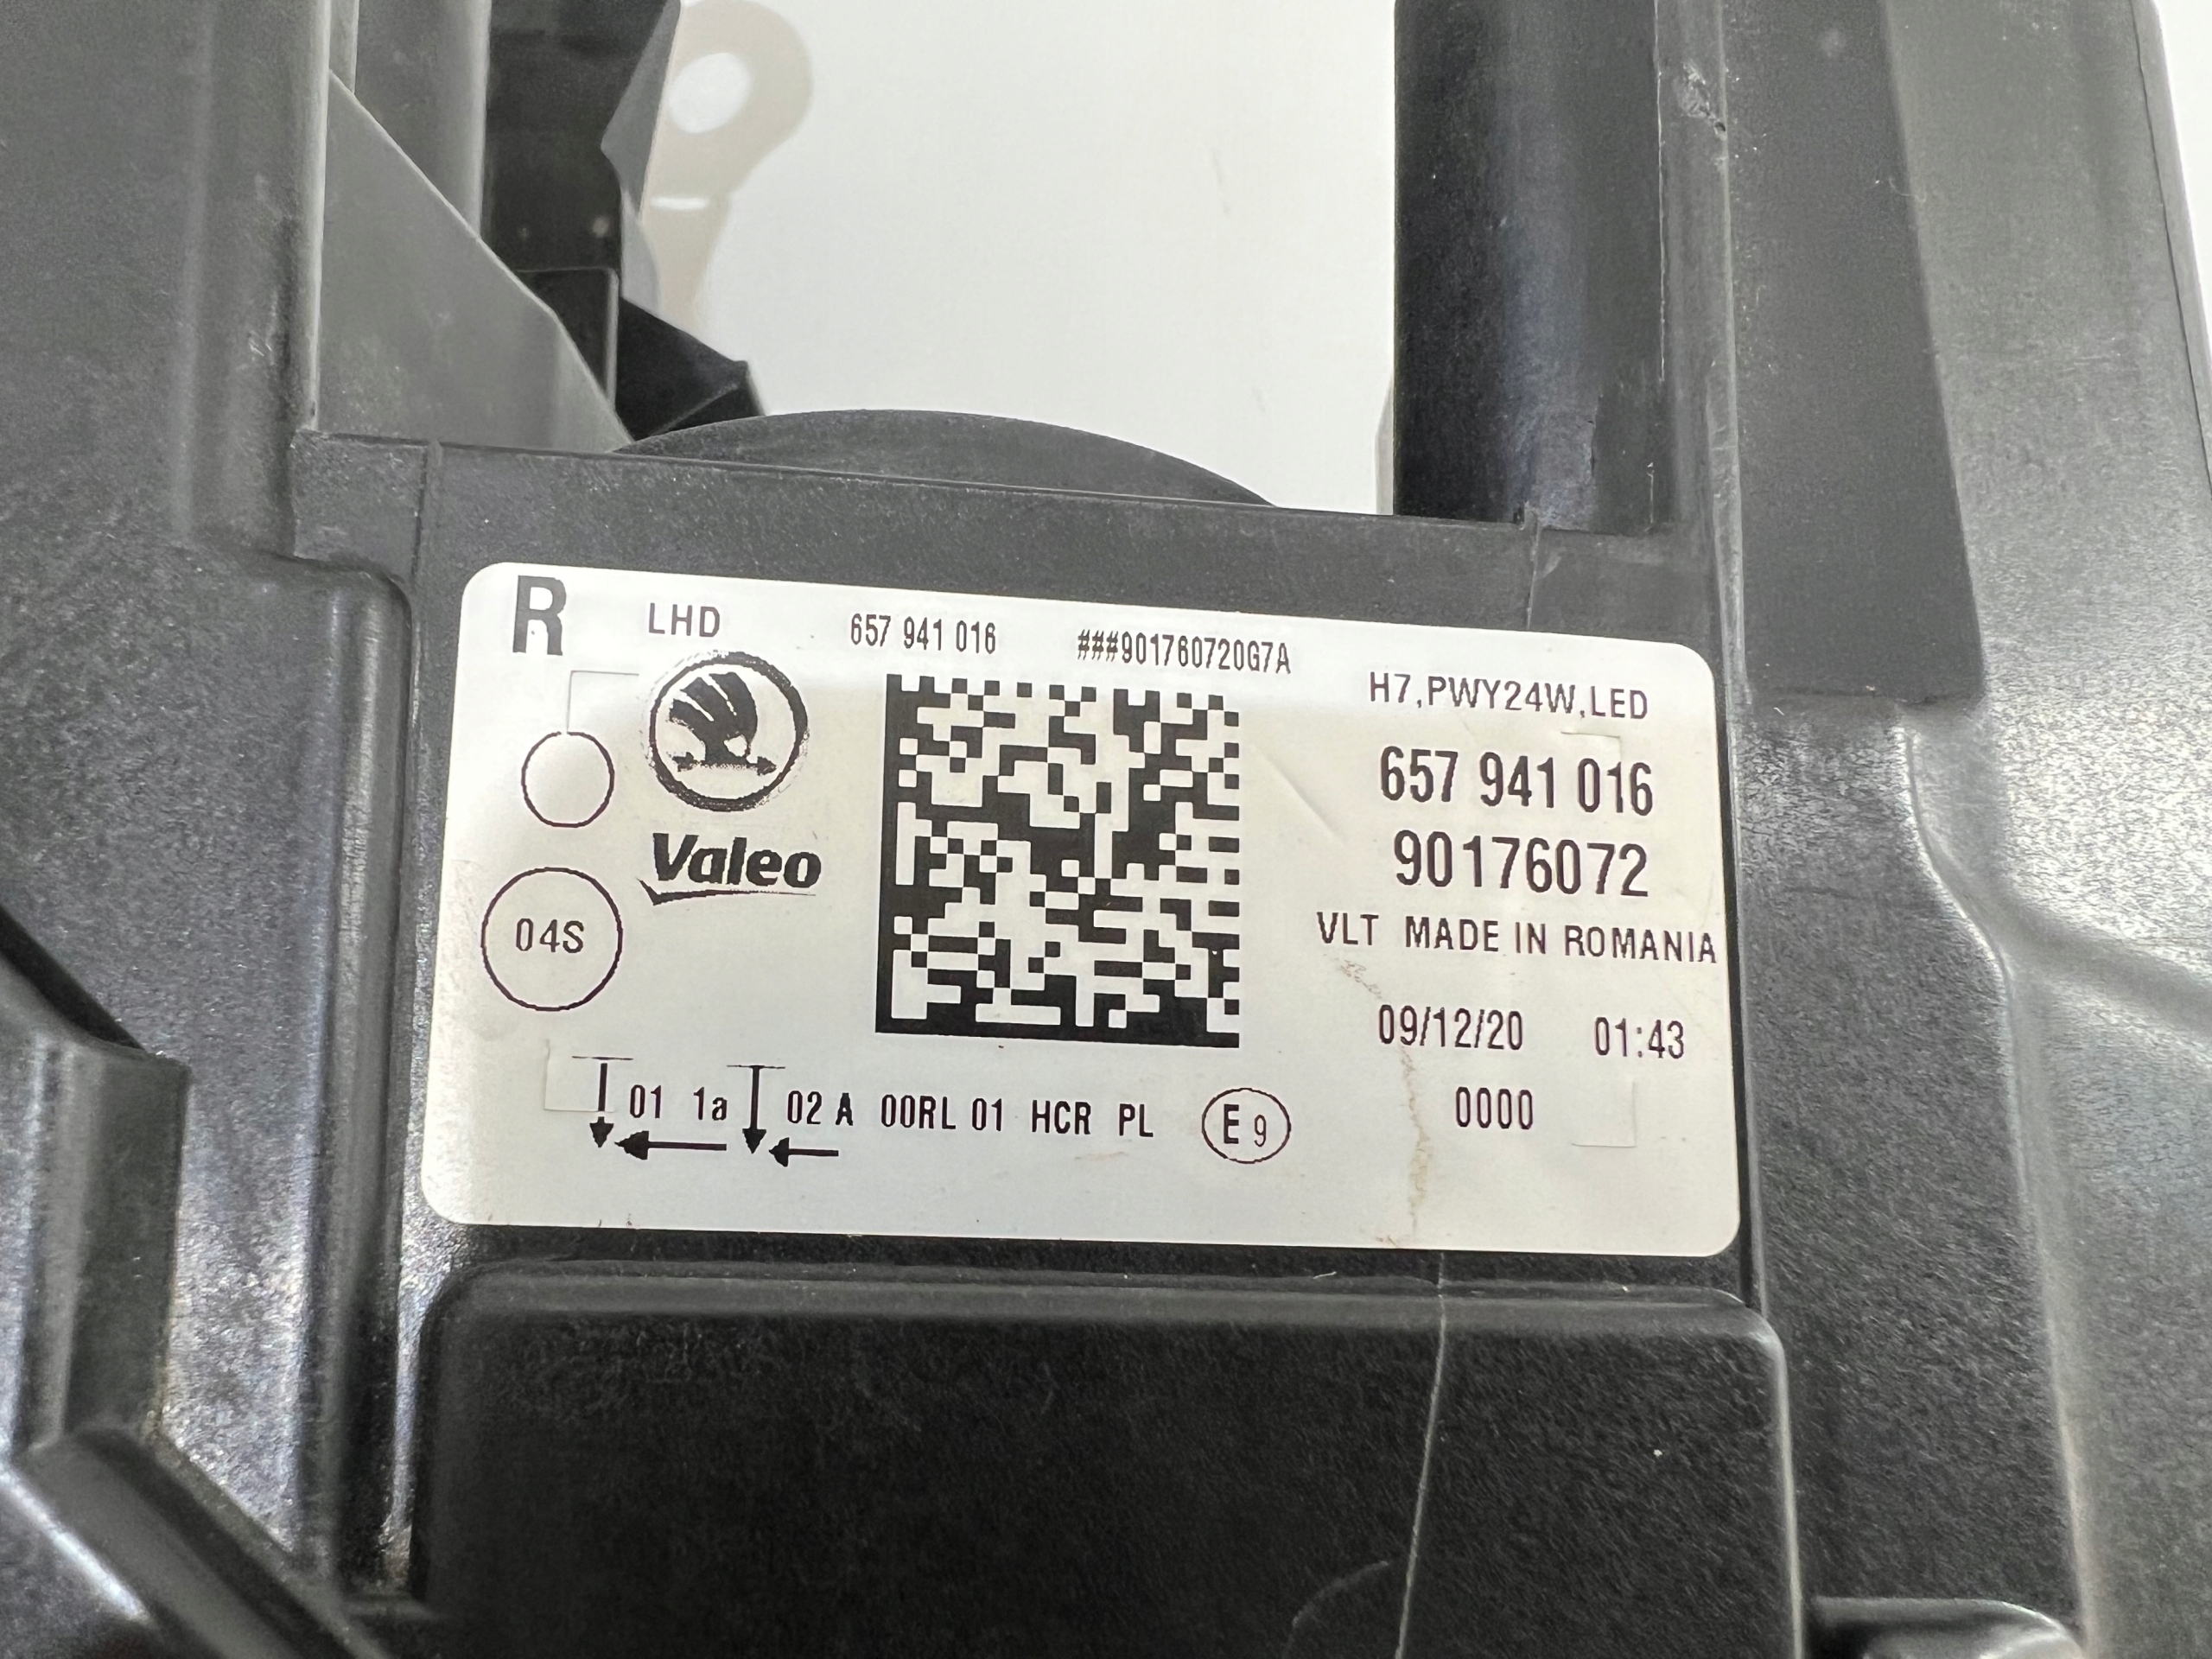 R LHD 657 941 016 ###901760720G7A
H7,PWY24W,LED
657 941 016
Valeo
90176072
04S
VLT MADE IN ROMANIA
09/12/20 01:43
01 1a 02 A 00RL 01 HCR PL E9
0000